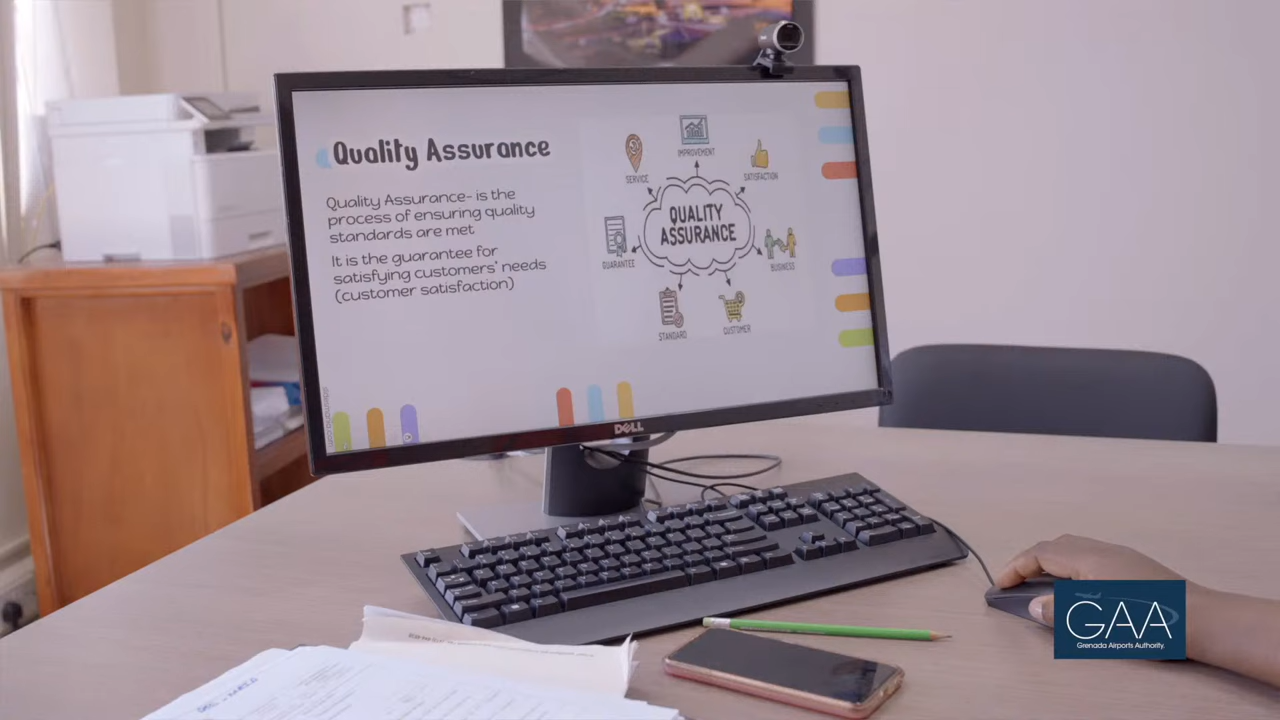 Quality Assurance
Quality Assurance- is the
process of ensuring quality
standards are met
It is the guarantee for
satisfying customers' needs
(customer satisfaction)
IMPROVEMENT
SERVICE
SATISFACTION
QUALITY
ASSURANCE
GUARANTEE
BUSINESS
STANDARD
CUSTOMER
DELL
GAA
Grenada Airports Authority.